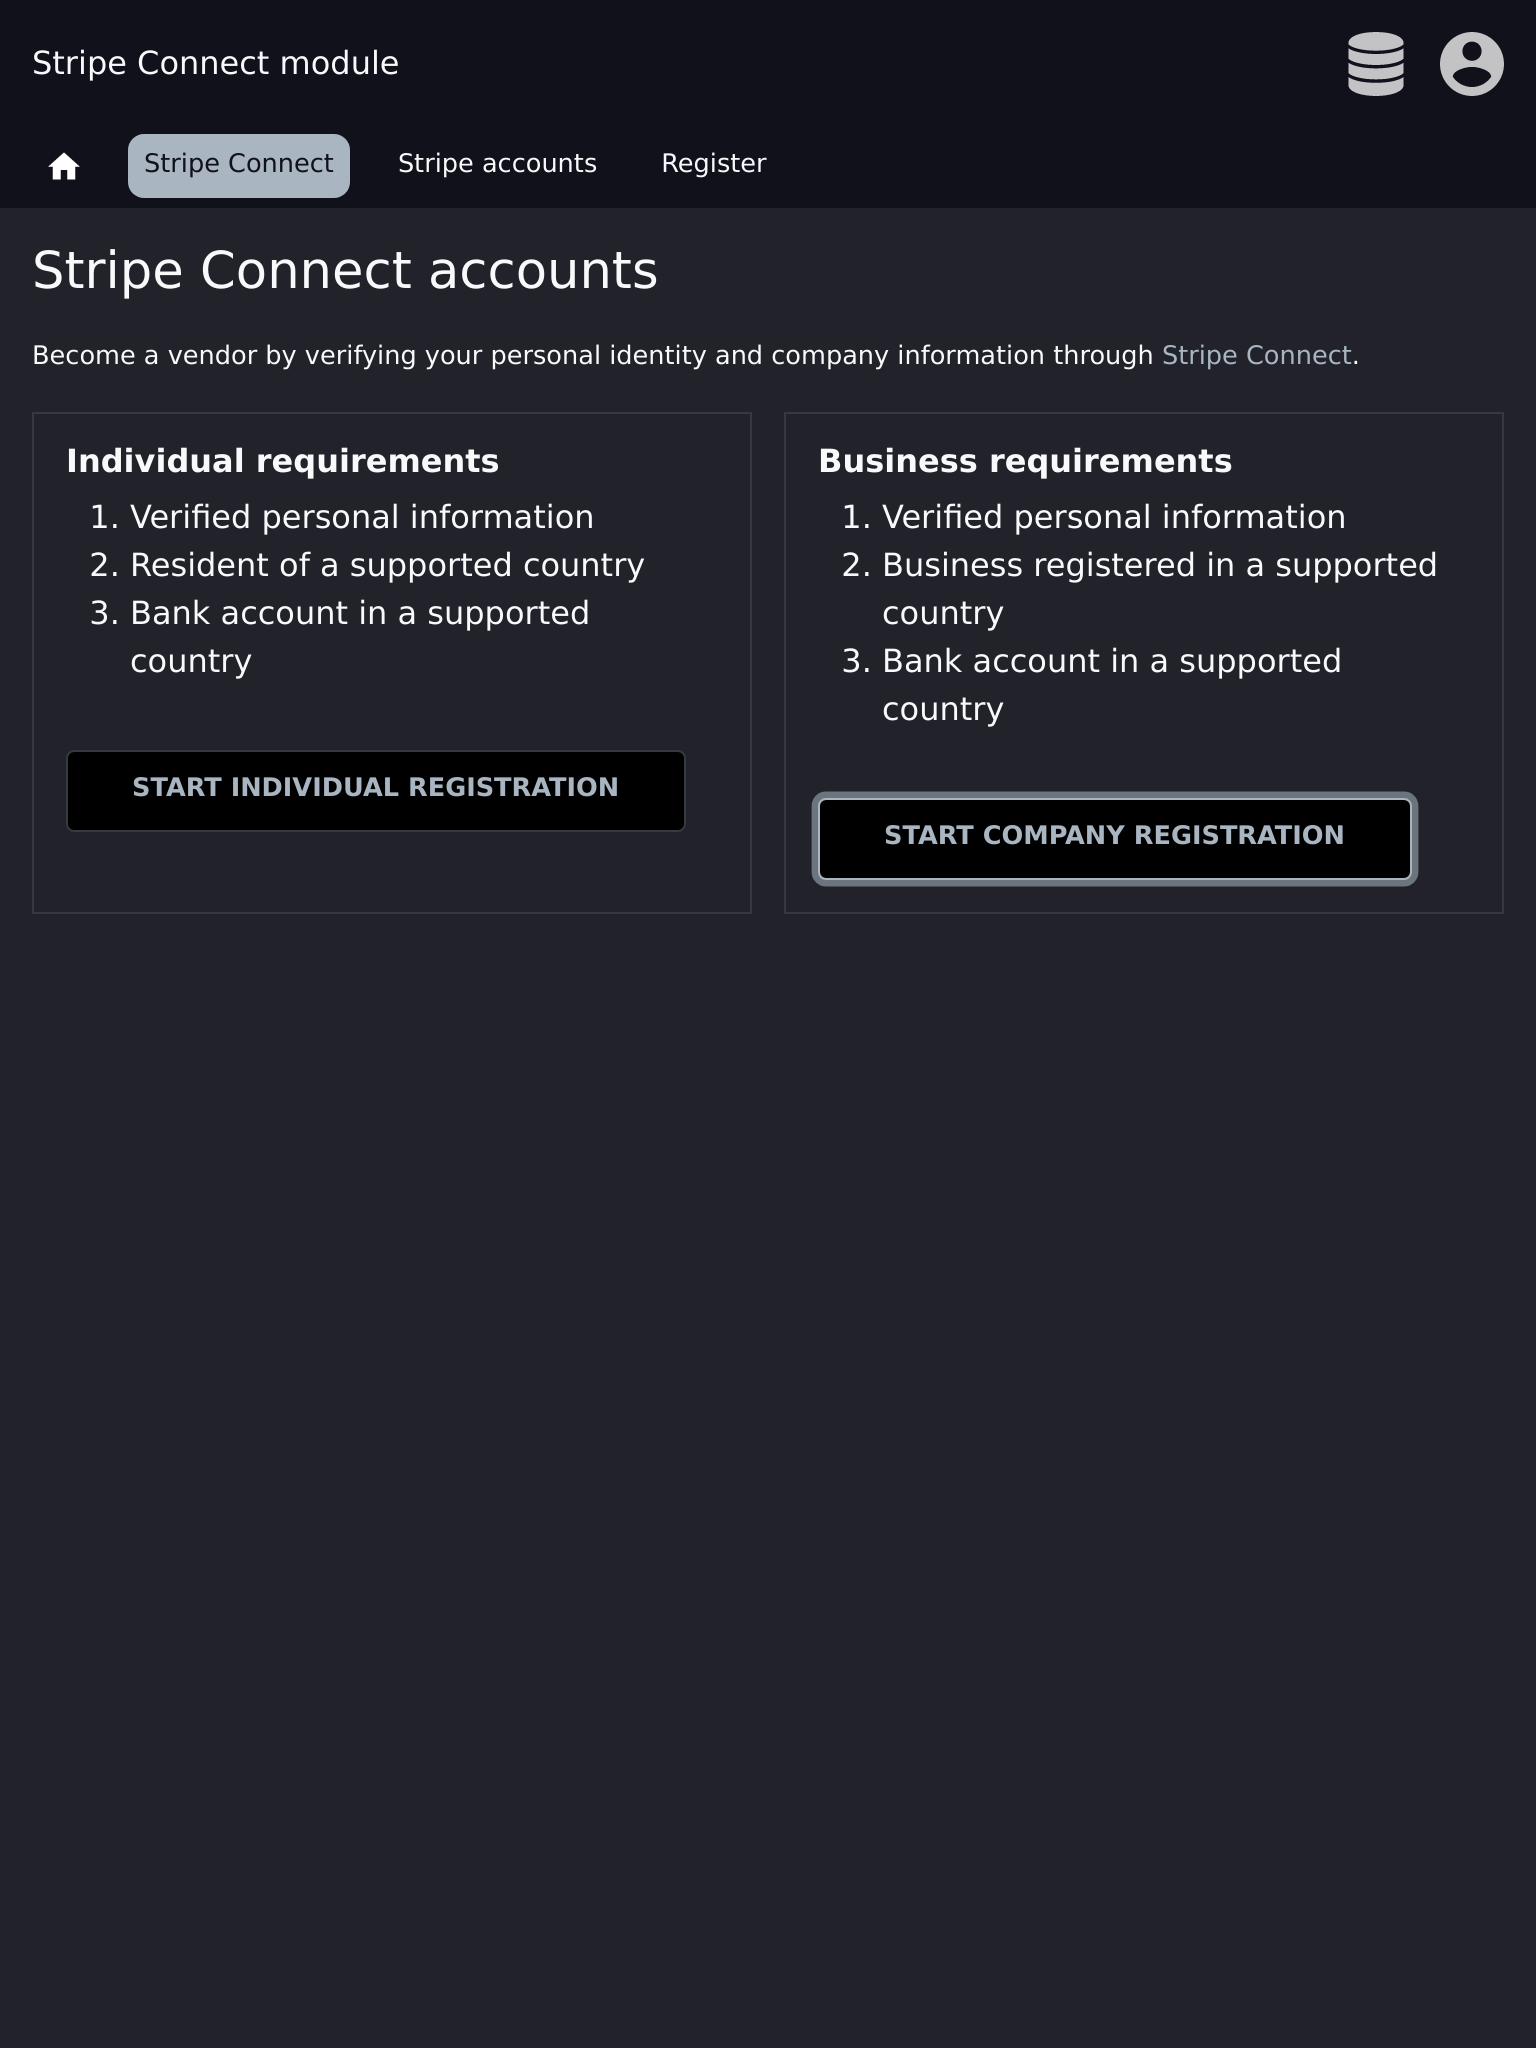 Stripe Connect module
Stripe Connect
Stripe accounts
Register
Stripe Connect accounts
Become a vendor by verifying your personal identity and company information through Stripe Connect.
Individual requirements
1. Verified personal information
2. Resident of a supported country
3. Bank account in a supported
country
START INDIVIDUAL REGISTRATION
Business requirements
1. Verified personal information
2. Business registered in a supported
country
3. Bank account in a supported
country
START COMPANY REGISTRATION